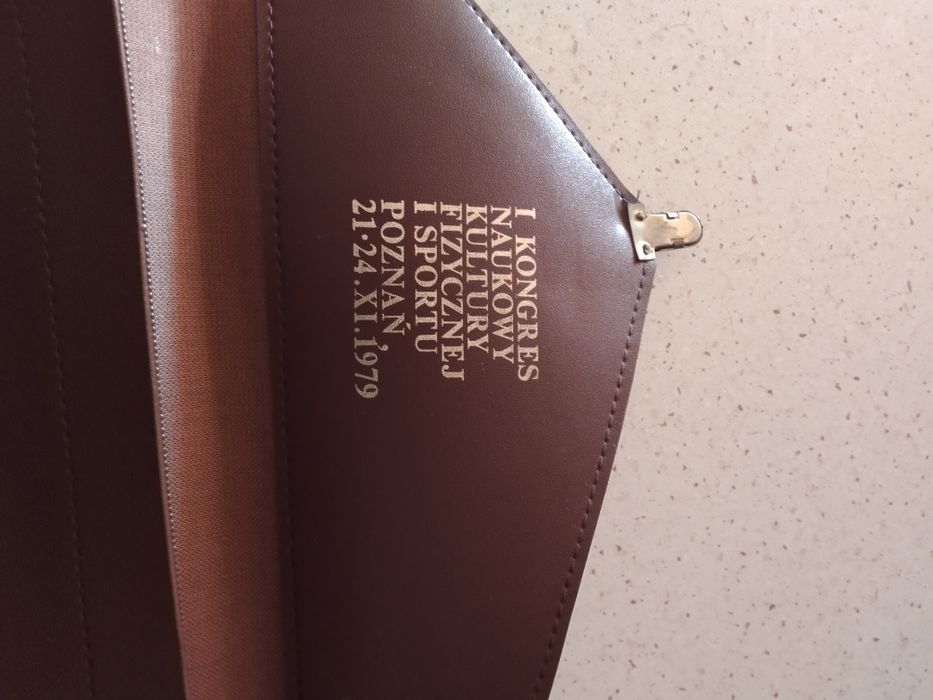 I KONGRES
NAUKOWY
KULTURY
FIZYCZNEJ
I SPORTU
POZNAŃ,
21·24.XI.1979